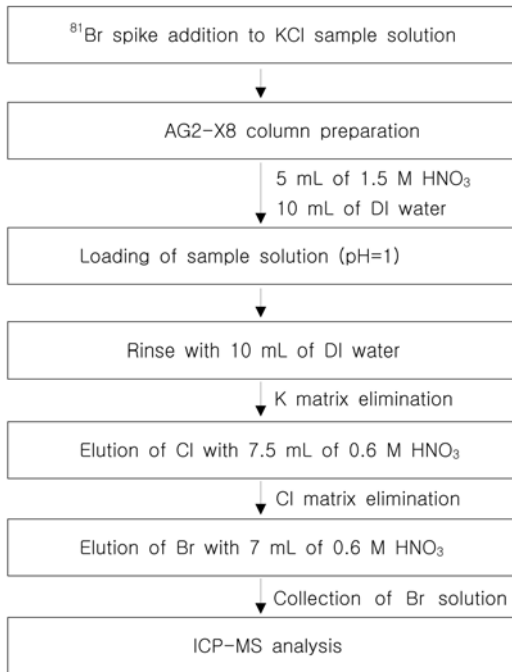 ⁸¹Br spike addition to KCl sample solution
AG2-X8 column preparation
5 mL of 1.5 M HNO₃
10 mL of DI water
Loading of sample solution (pH=1)
Rinse with 10 mL of DI water
K matrix elimination
Elution of Cl with 7.5 mL of 0.6 M HNO₃
Cl matrix elimination
Elution of Br with 7 mL of 0.6 M HNO₃
Collection of Br solution
ICP-MS analysis